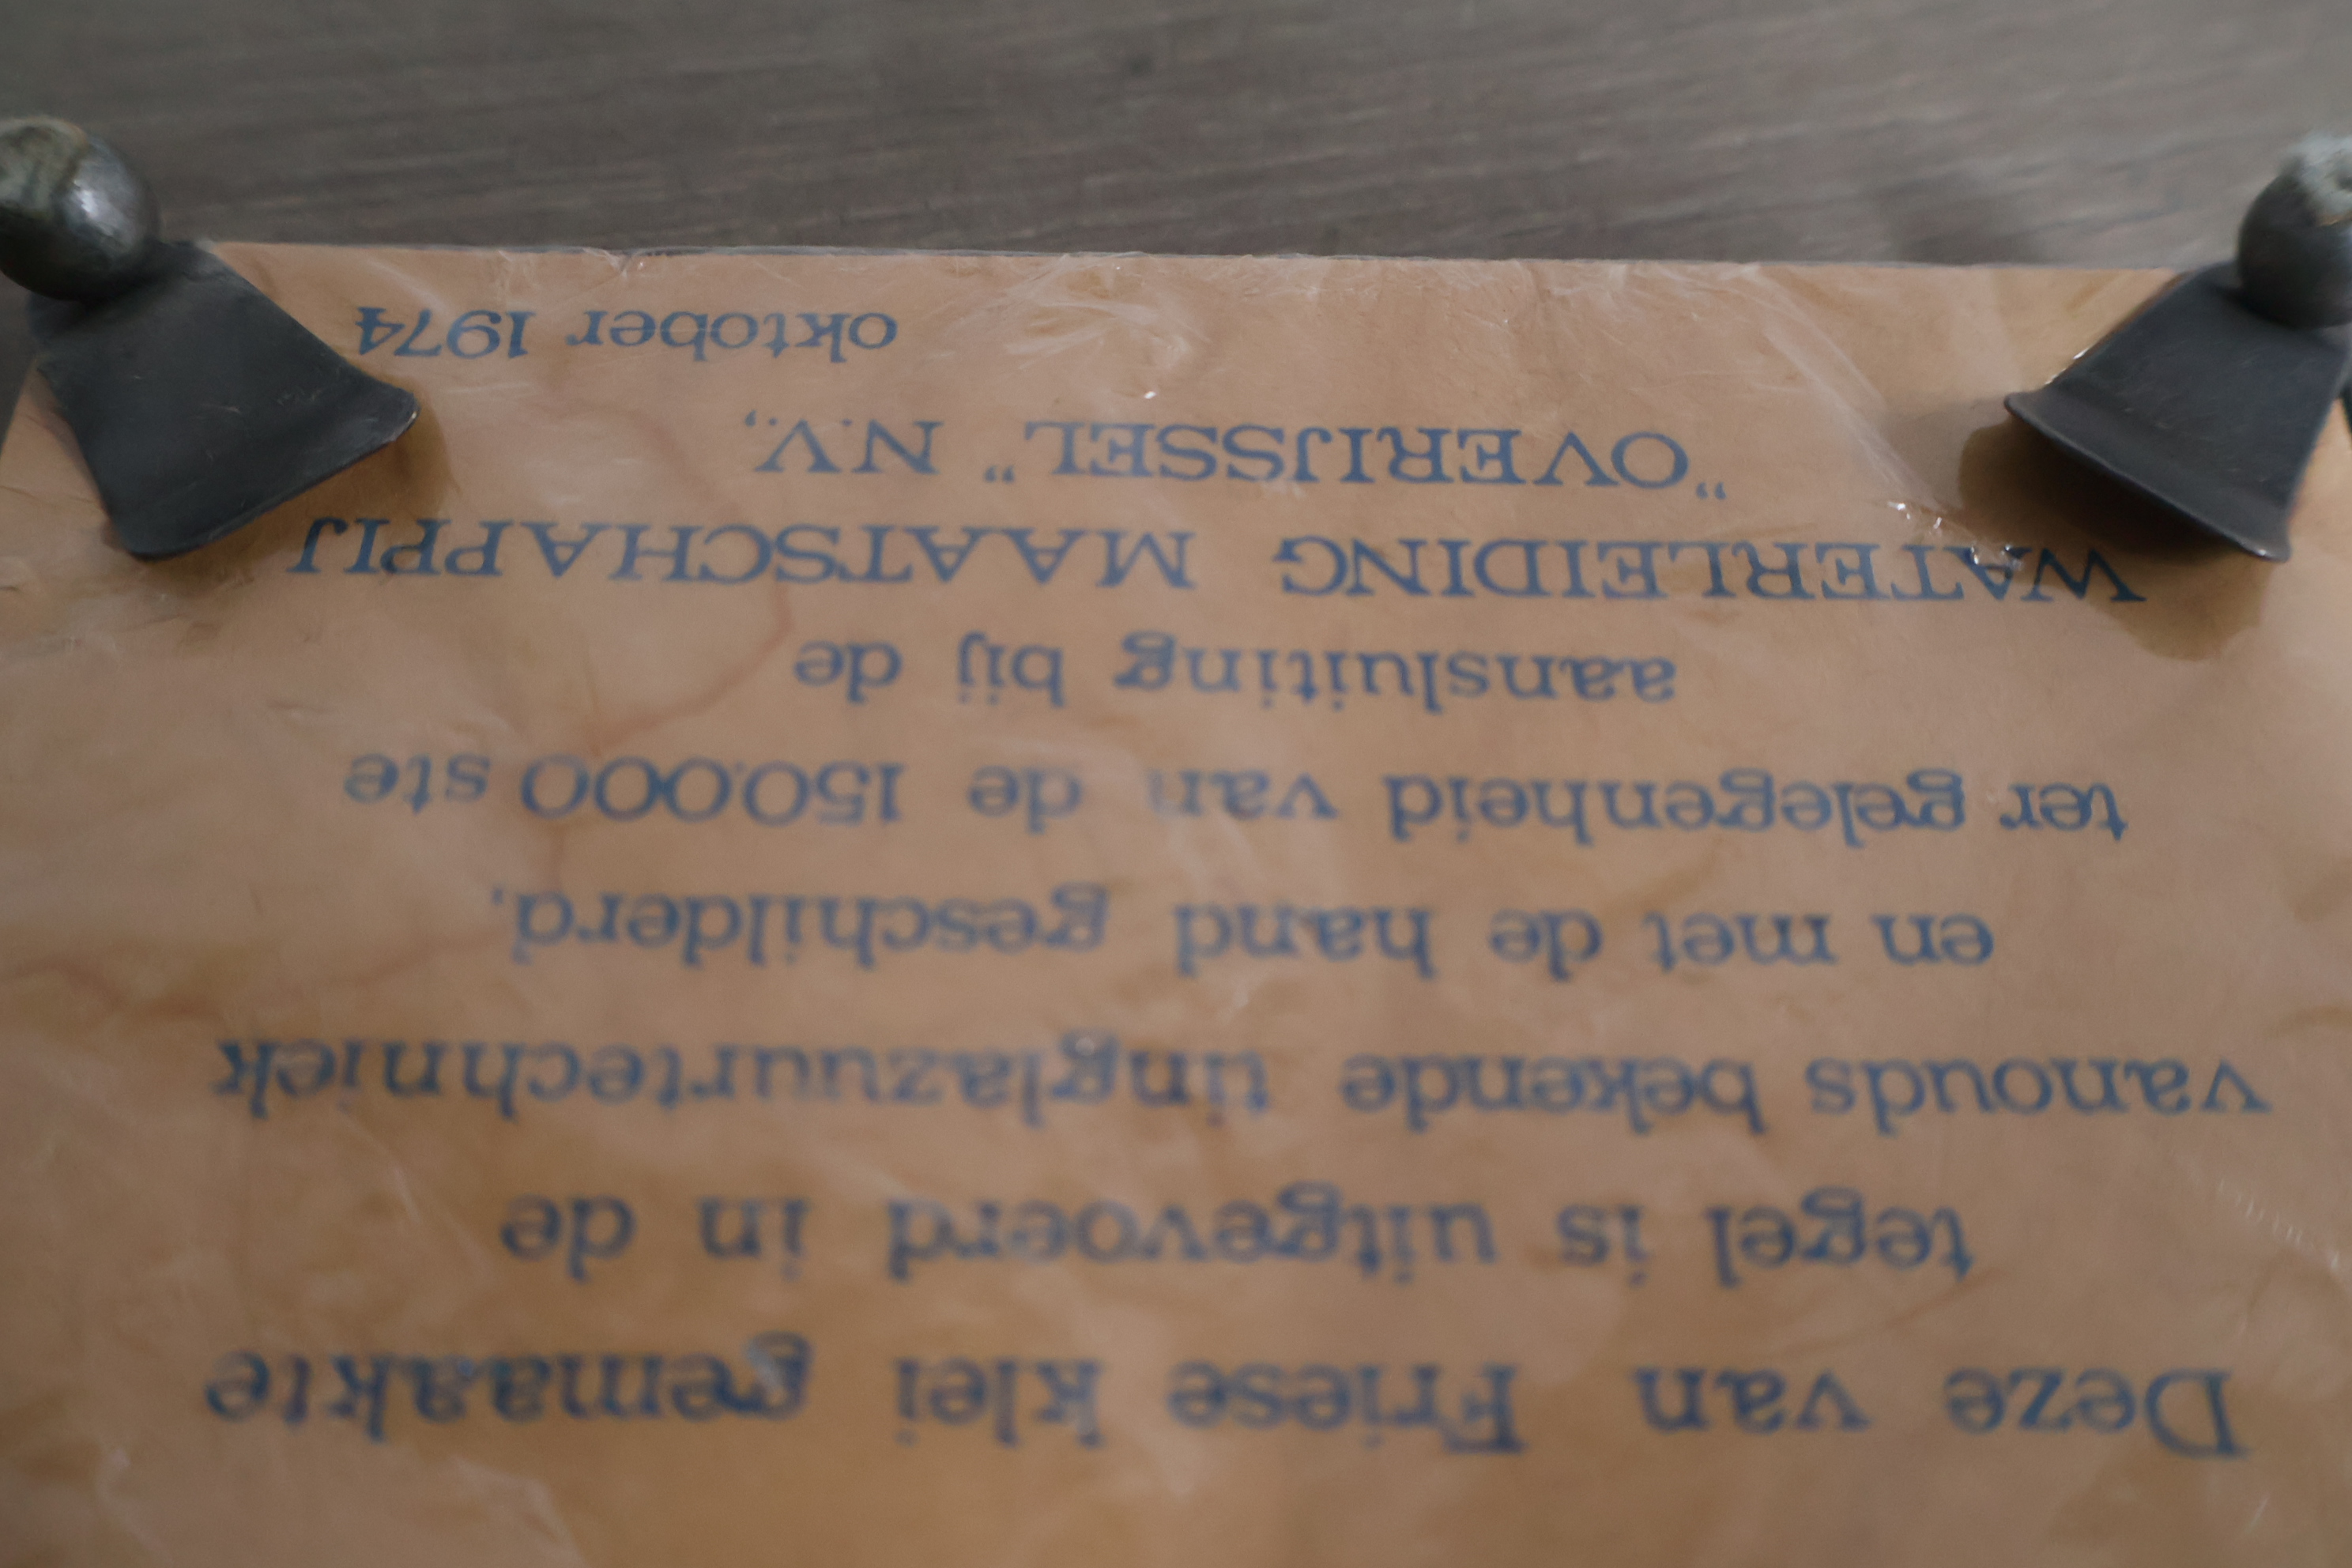 Deze van Friese klei gemaakte
tegel is uitgevoerd in de
vanouds bekende tinglazuurtechniek
en met de hand geschilderd,
ter gelegenheid van de 150.000 ste
aansluiting bij de
WATERLEIDING MAATSCHAPPIJ
"OVERIJSSEL" N.V.,
oktober 1974